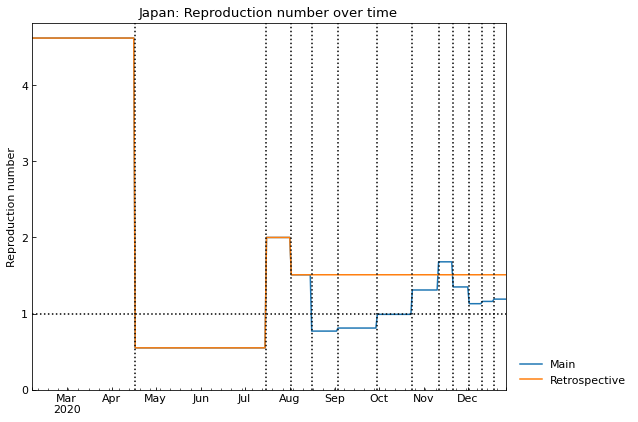 Japan: Reproduction number over time
Reproduction number
4
3
2
1
0
Mar Apr May Jun Jul Aug Sep Oct Nov Dec
2020
Main
Retrospective